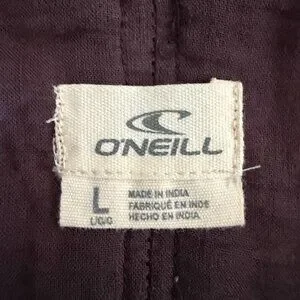 O'NEILL
L
L/G/G
MADE IN INDIA
FABRIQUÉ EN INDE
HECHO EN INDIA